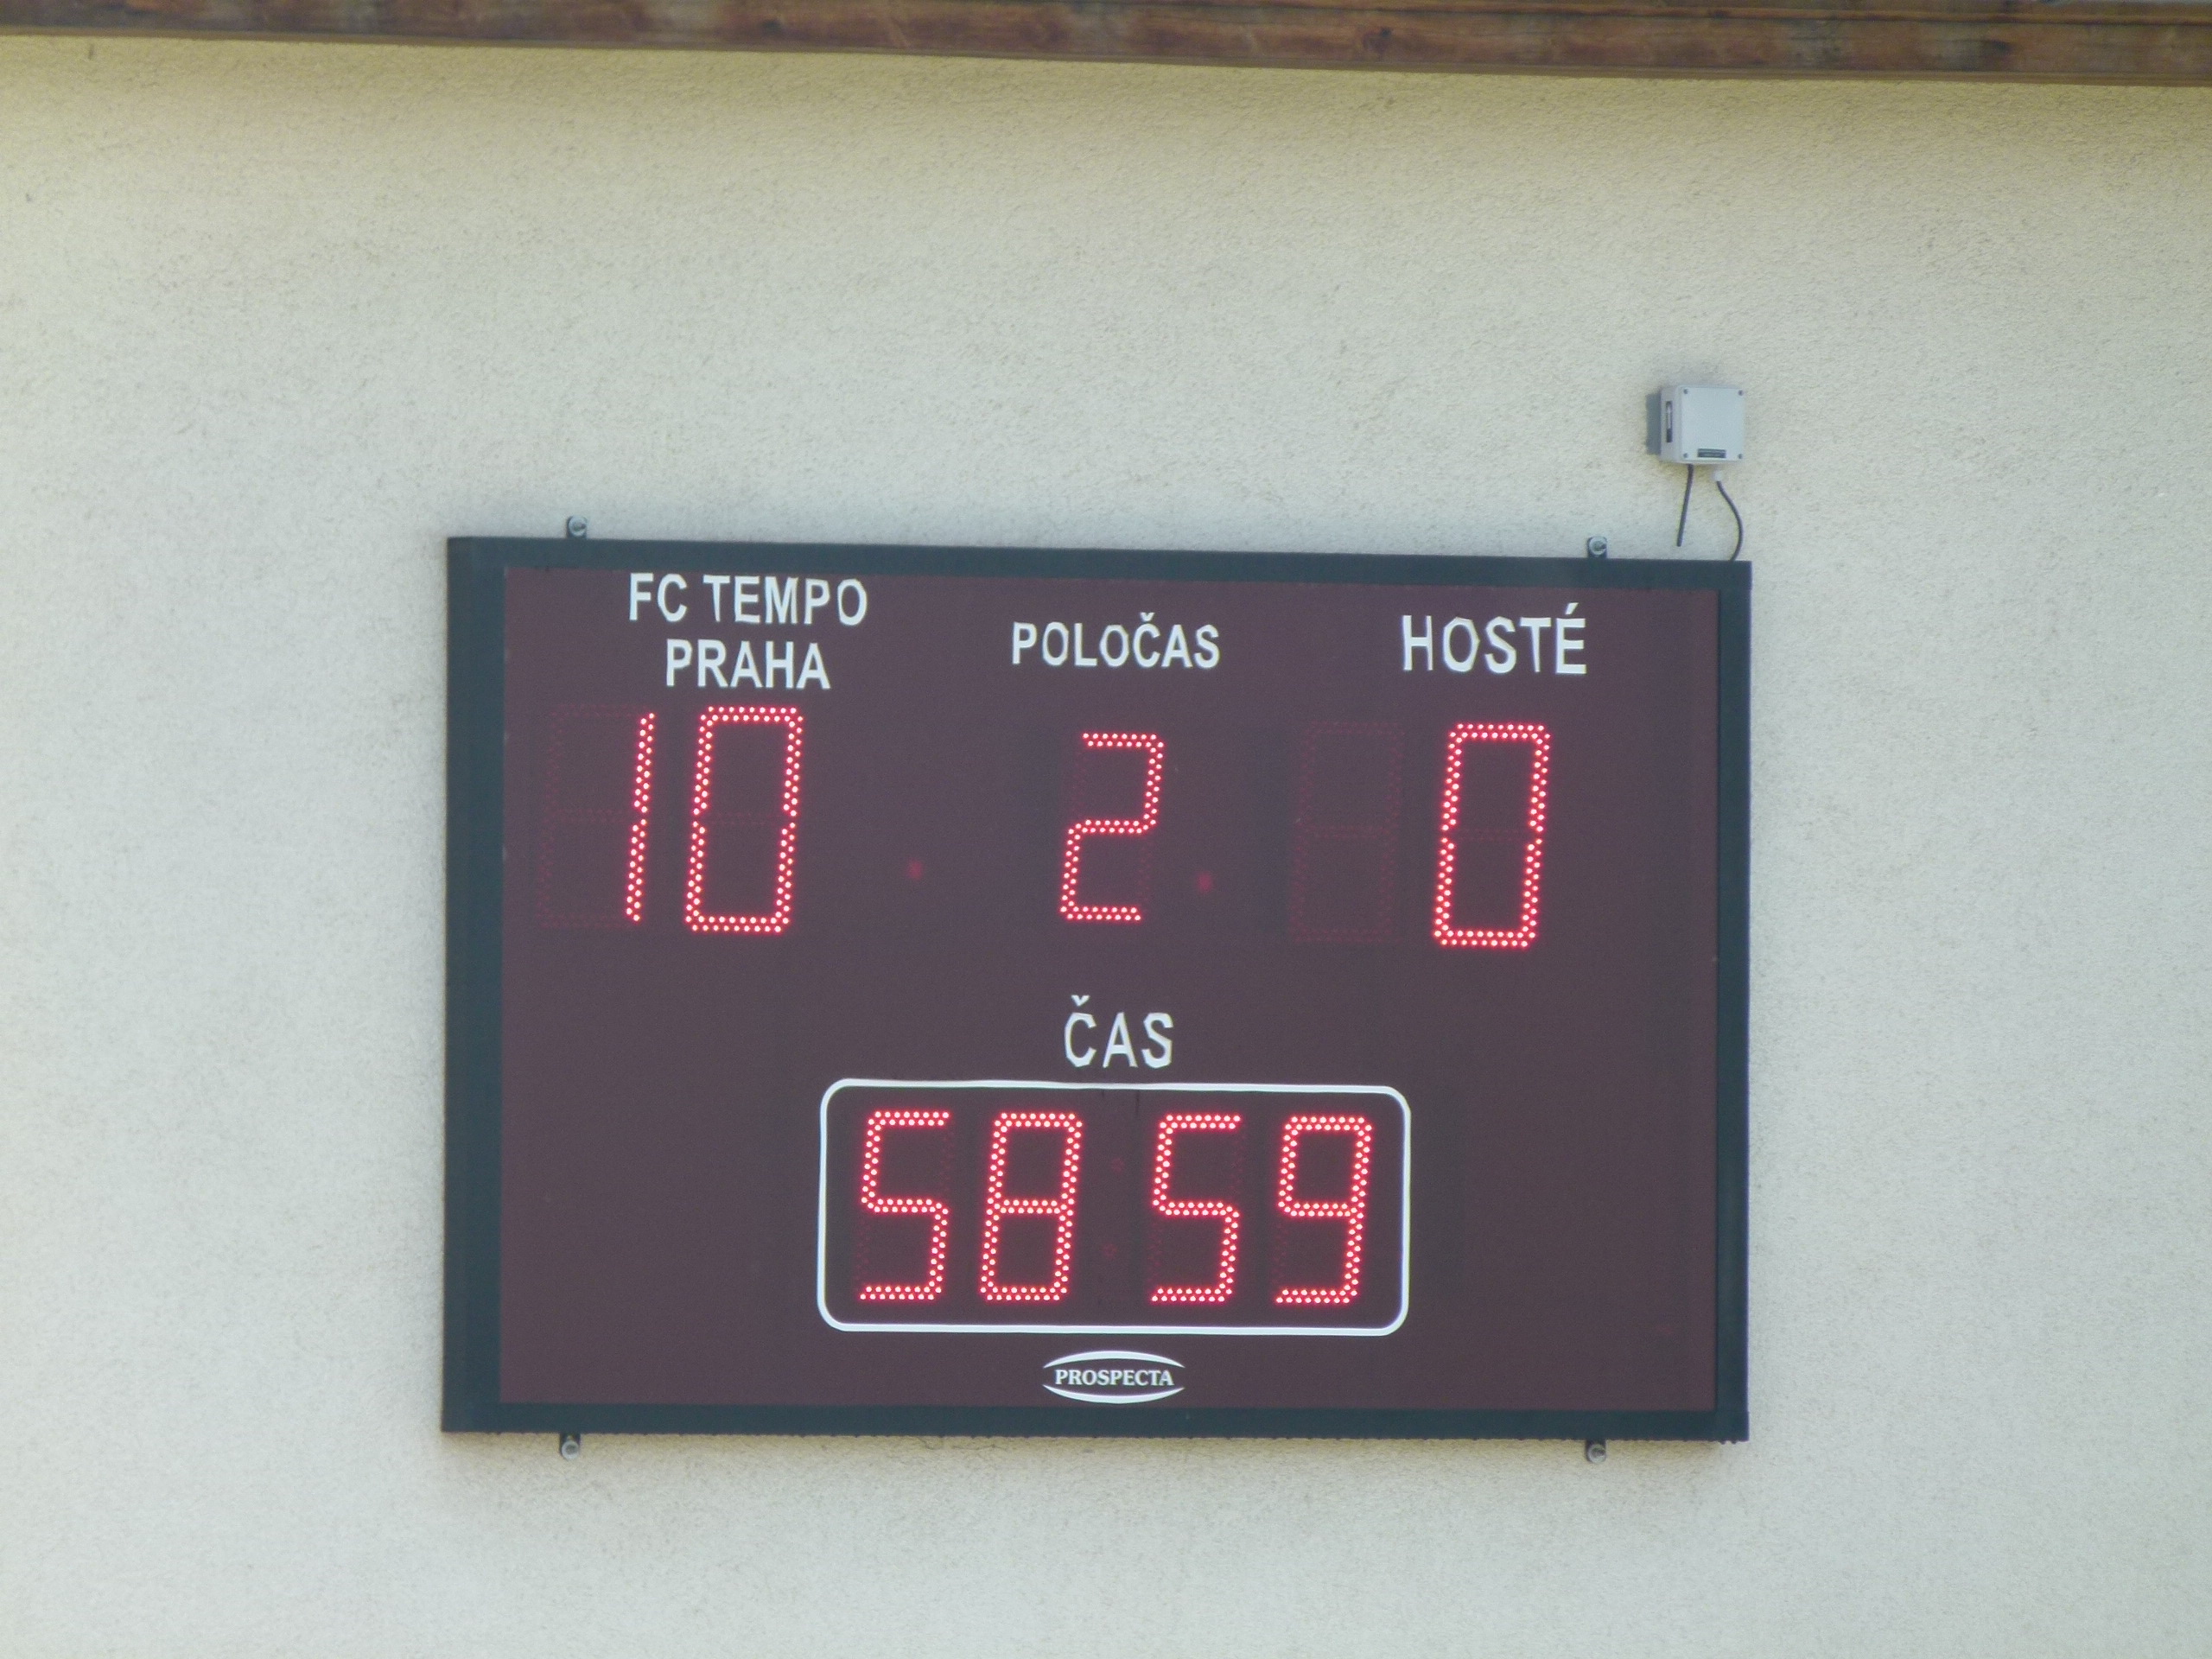 FC TEMPO
PRAHA
POLOČAS
HOSTÉ
10
2
0
ČAS
58 59
PROSPECTA